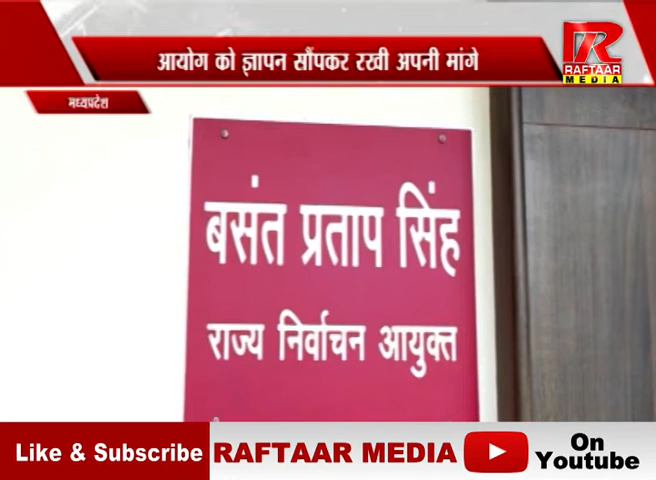 आयोग को ज्ञापन सौंपकर रखी अपनी मांगे
RAFTAAR
MEDIA
मध्यप्रदेश
बसंत प्रताप सिंह
राज्य निर्वाचन आयुक्त
Like & Subscribe RAFTAAR MEDIA On Youtube